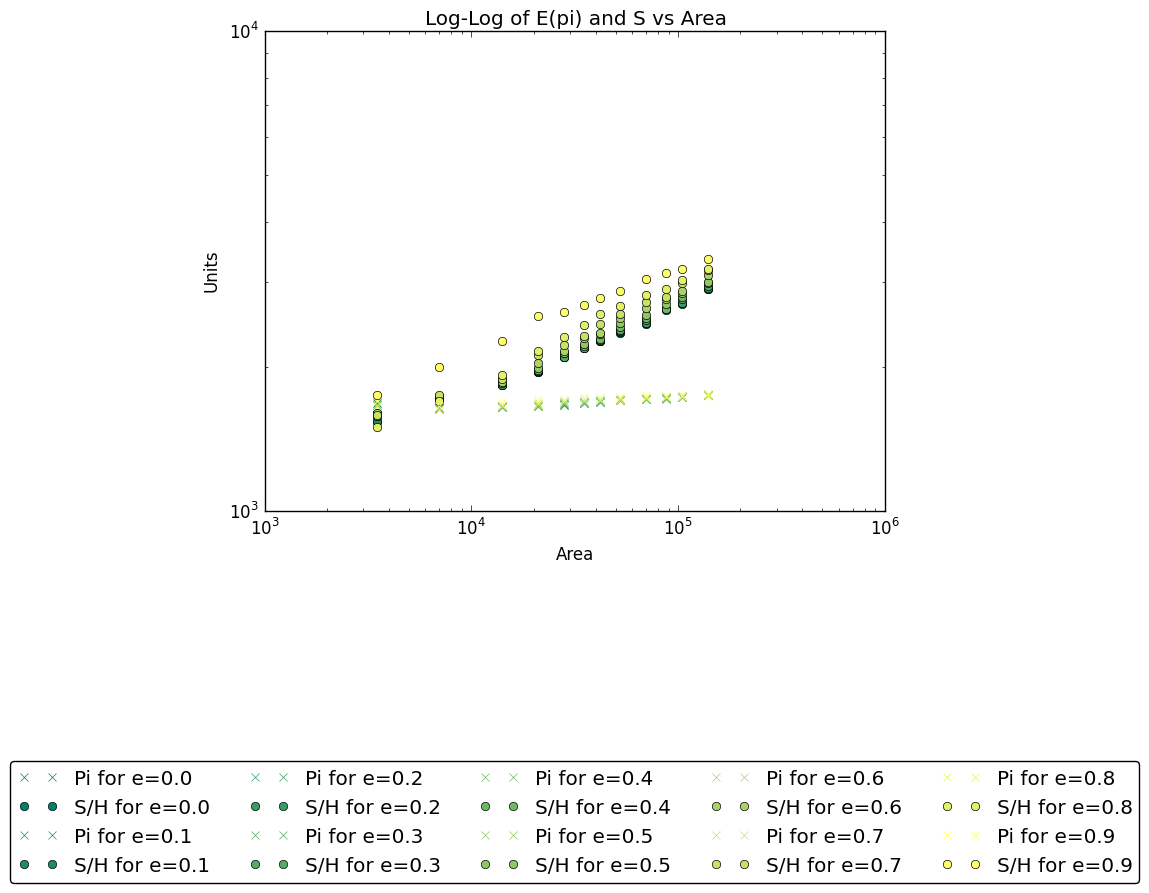 Log-Log of E(pi) and S vs Area
10^4
Units
10^3
10^3 10^4 10^5 10^6
Area
Pi for e=0.0 Pi for e=0.2 Pi for e=0.4 Pi for e=0.6 Pi for e=0.8
S/H for e=0.0 S/H for e=0.2 S/H for e=0.4 S/H for e=0.6 S/H for e=0.8
Pi for e=0.1 Pi for e=0.3 Pi for e=0.5 Pi for e=0.7 Pi for e=0.9
S/H for e=0.1 S/H for e=0.3 S/H for e=0.5 S/H for e=0.7 S/H for e=0.9